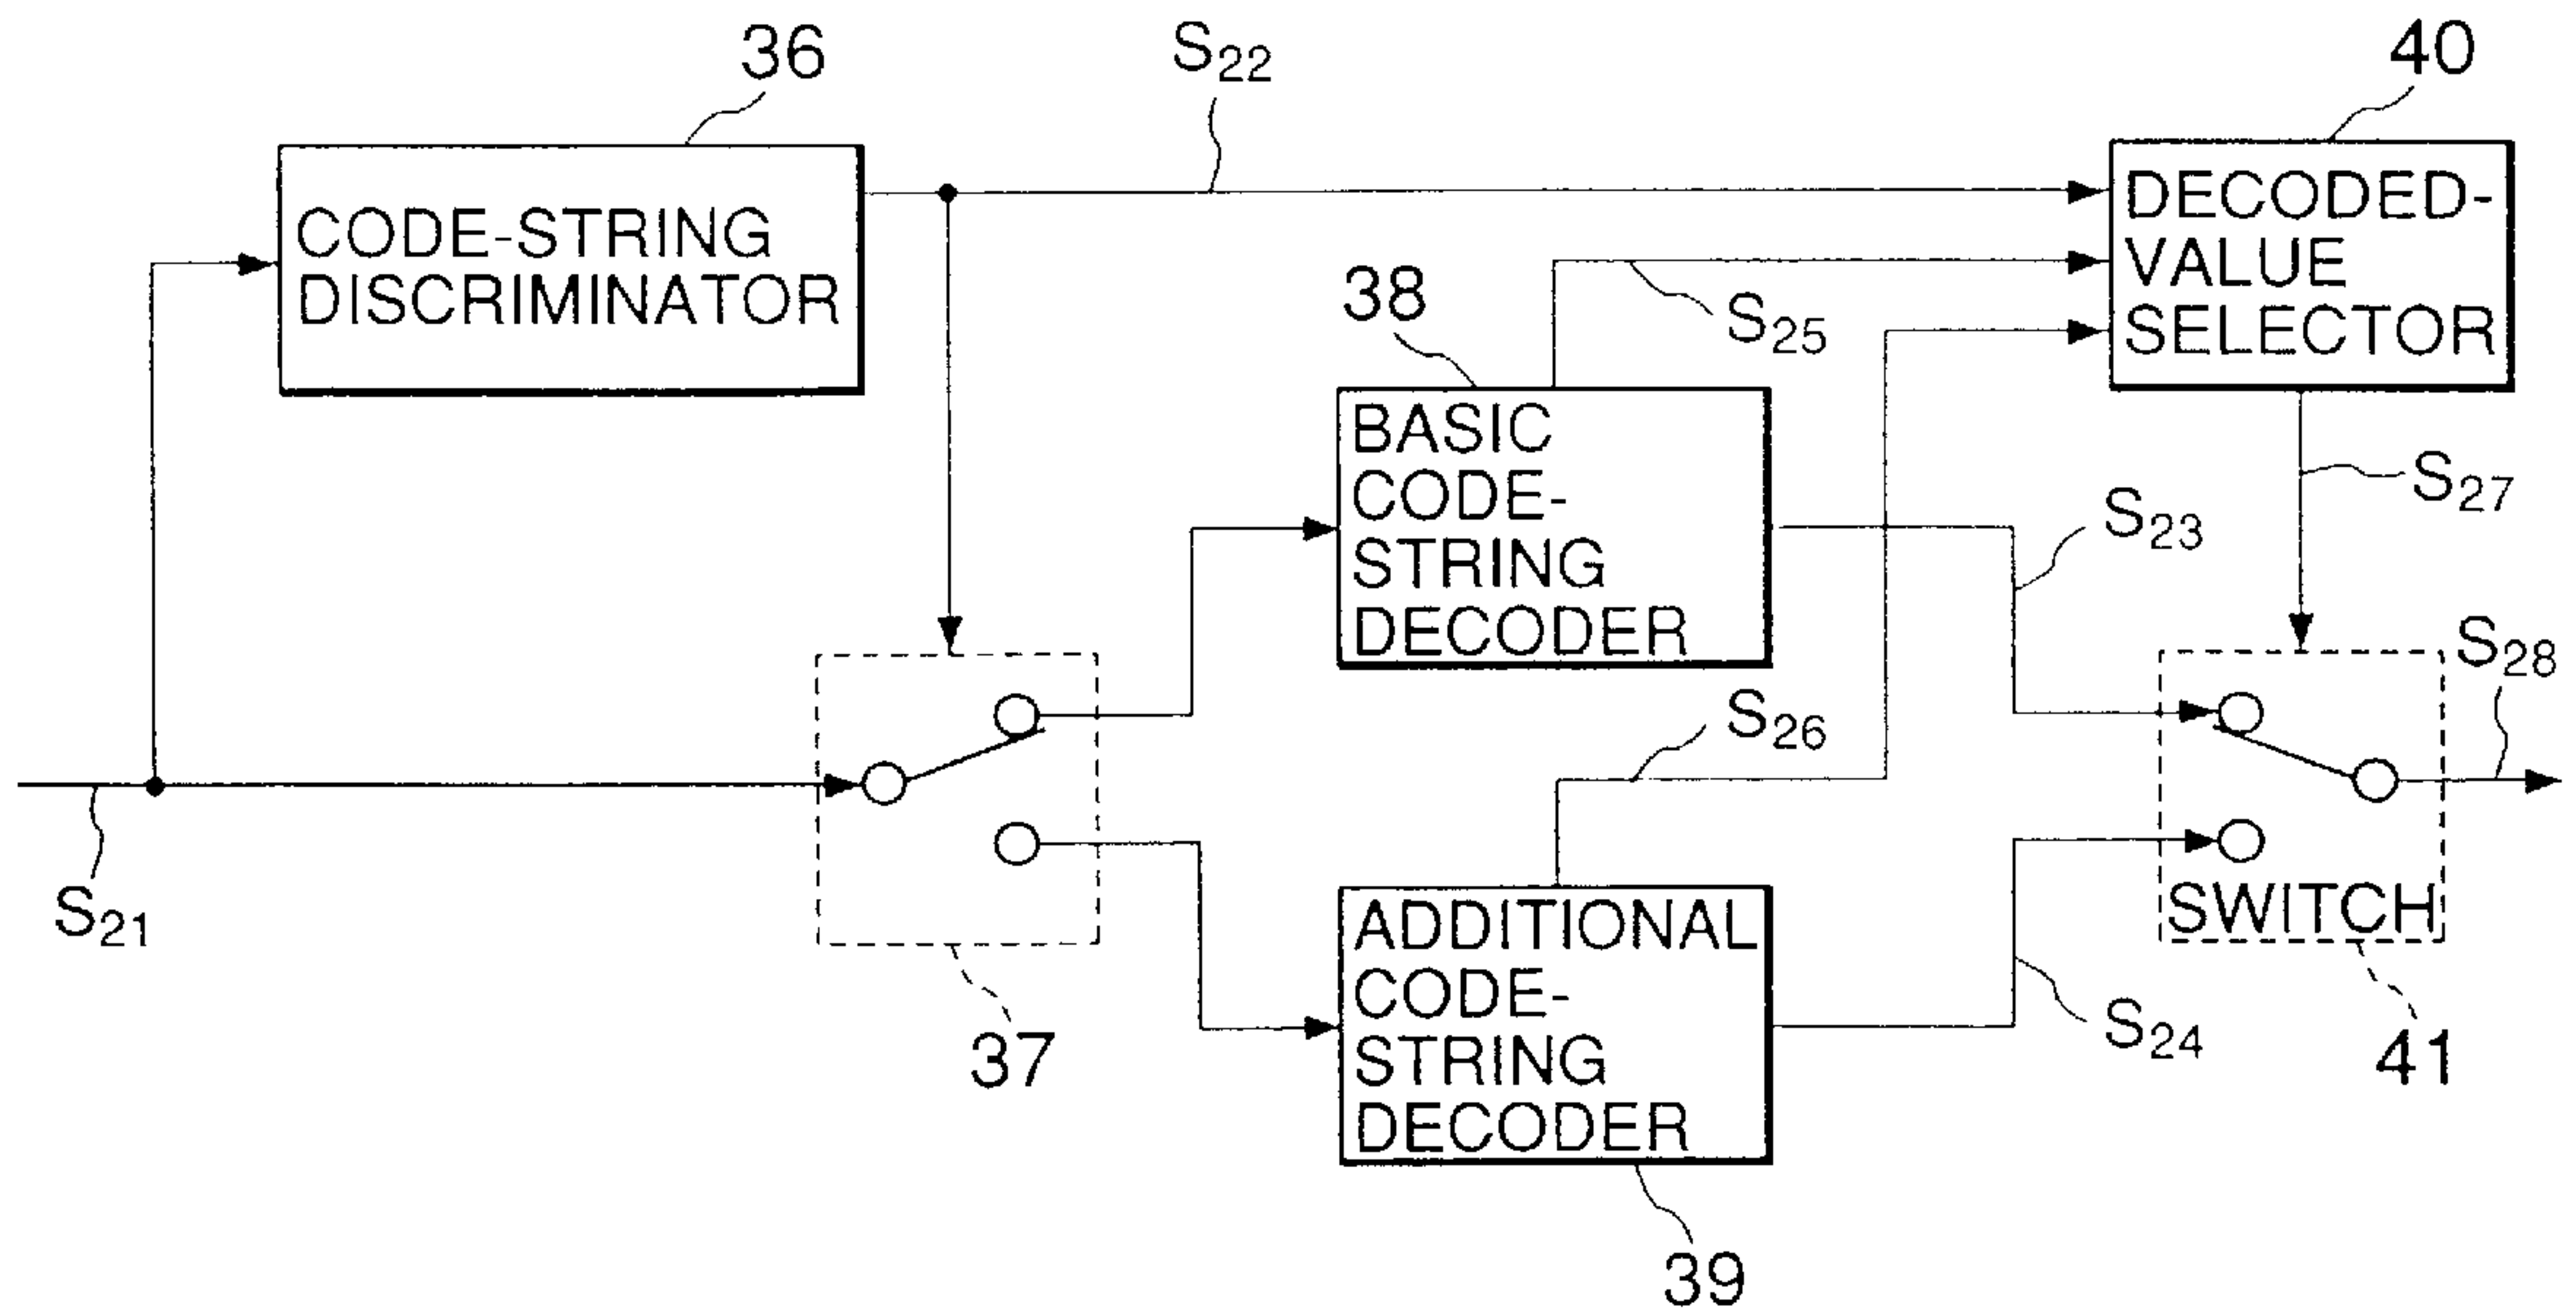 36
S22
40
CODE-STRING
DISCRIMINATOR
DECODED-
VALUE
SELECTOR
38
S25
BASIC
CODE-
STRING
DECODER
S27
S23
S28
S26
S21
ADDITIONAL
CODE-
STRING
DECODER
SWITCH
S24
37
41
39